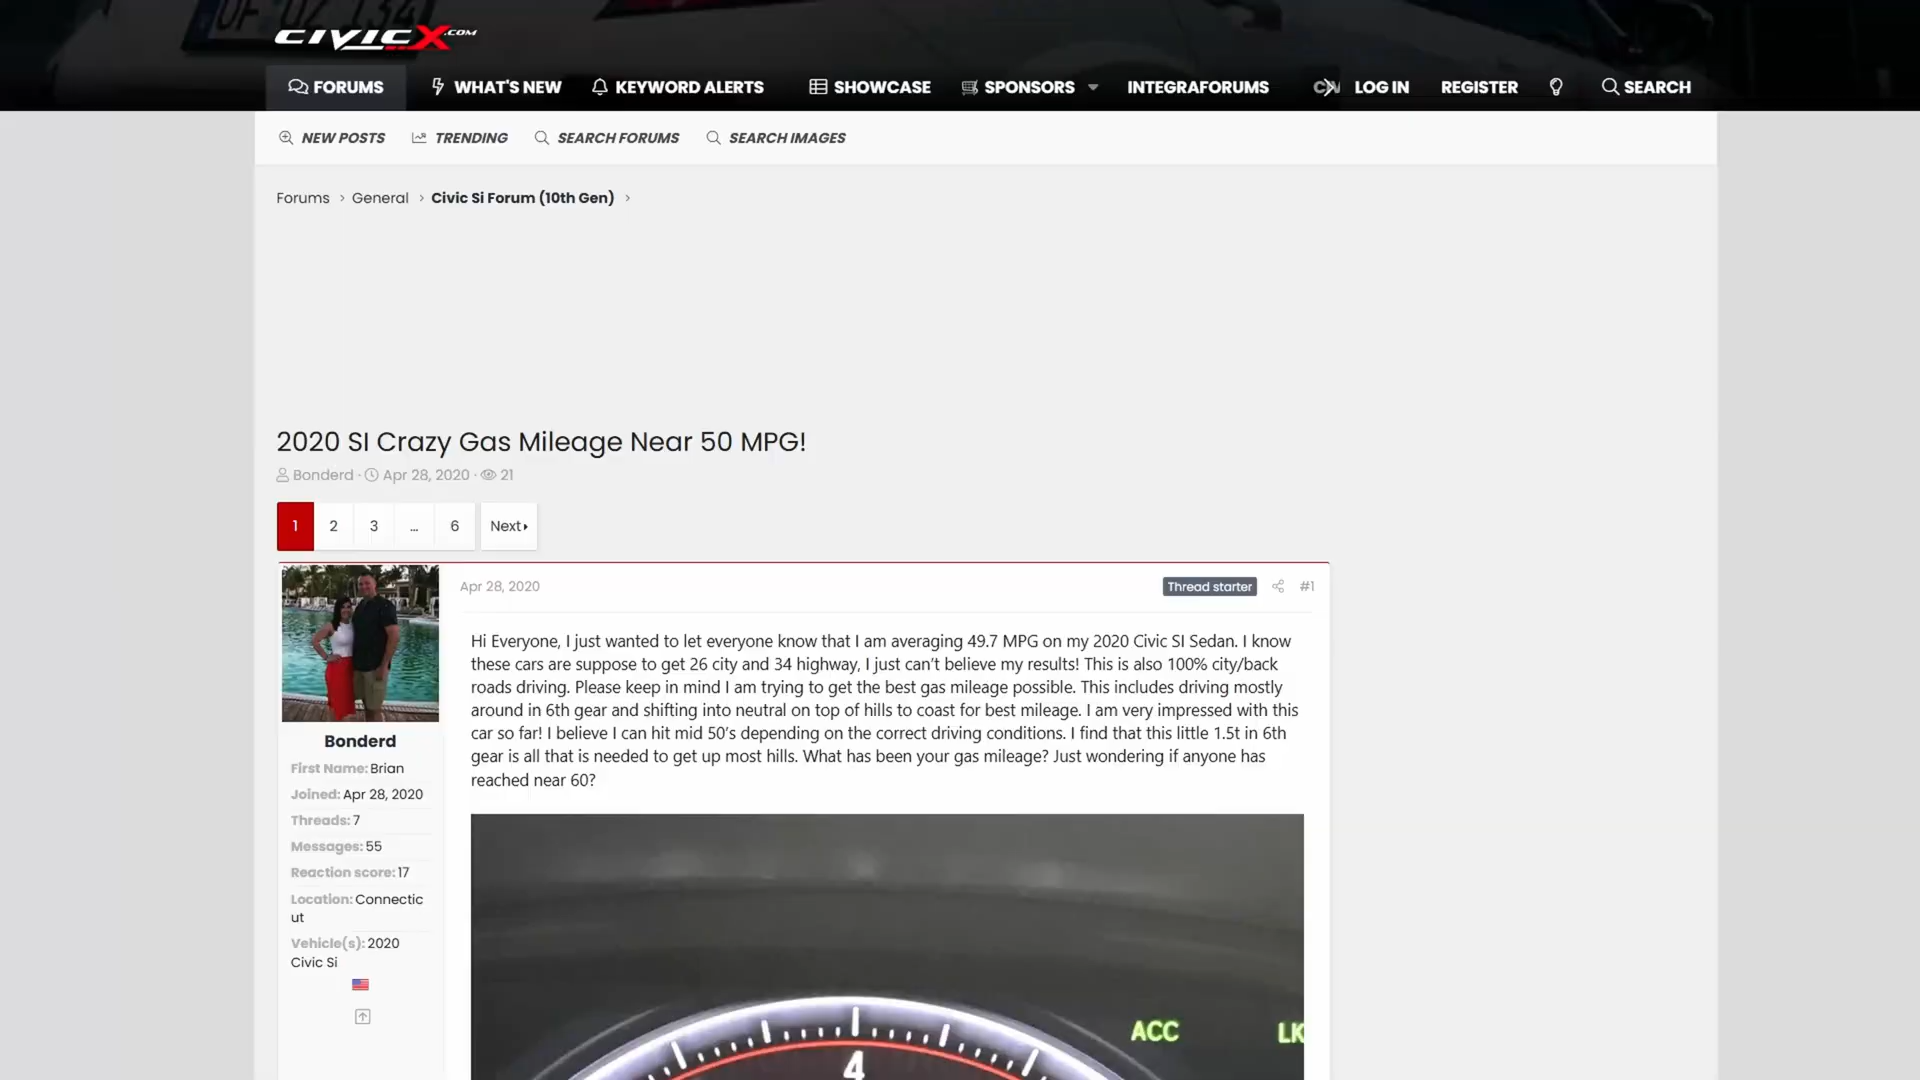 CIVICX.COM
FORUMS WHAT'S NEW KEYWORD ALERTS SHOWCASE SPONSORS INTEGRAFORUMS LOG IN REGISTER SEARCH
NEW POSTS TRENDING SEARCH FORUMS SEARCH IMAGES
Forums > General > Civic Si Forum (10th Gen) >
2020 SI Crazy Gas Mileage Near 50 MPG!
Bonderd · Apr 28, 2020 · 21
1 2 3 ... 6 Next
Apr 28, 2020 Thread starter #1
Hi Everyone, I just wanted to let everyone know that I am averaging 49.7 MPG on my 2020 Civic SI Sedan. I know
these cars are suppose to get 26 city and 34 highway, I just can't believe my results! This is also 100% city/back
roads driving. Please keep in mind I am trying to get the best gas mileage possible. This includes driving mostly
around in 6th gear and shifting into neutral on top of hills to coast for best mileage. I am very impressed with this
car so far! I believe I can hit mid 50's depending on the correct driving conditions. I find that this little 1.5t in 6th
gear is all that is needed to get up most hills. What has been your gas mileage? Just wondering if anyone has
reached near 60?
Bonderd
First Name: Brian
Joined: Apr 28, 2020
Threads: 7
Messages: 55
Reaction score: 17
Location: Connectic
ut
Vehicle(s): 2020
Civic Si
ACC LK
4